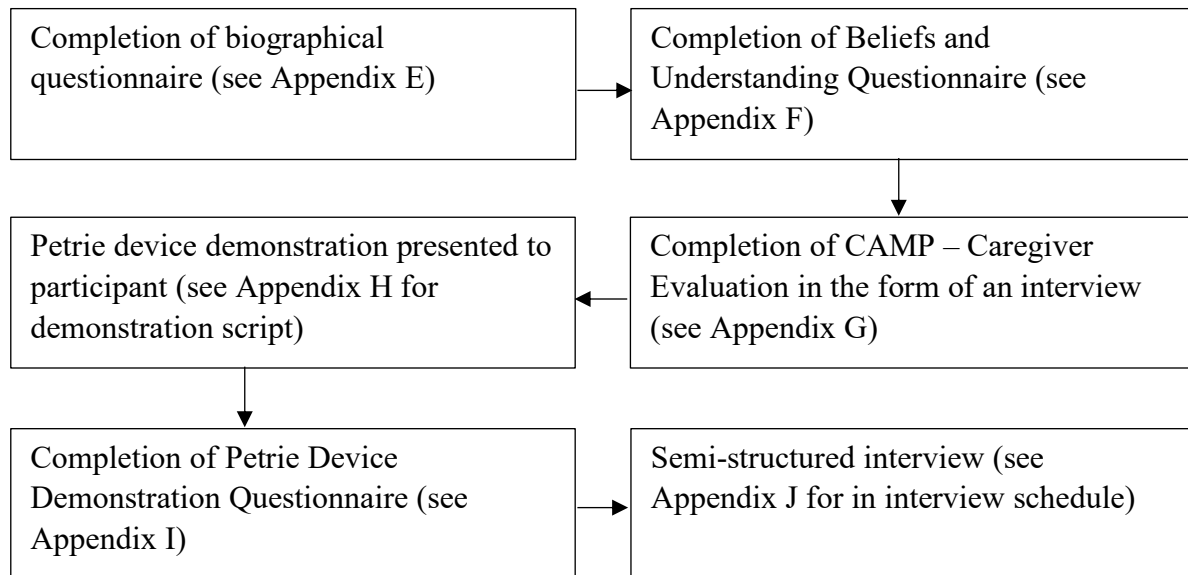 Completion of biographical
questionnaire (see Appendix E)
Completion of Beliefs and
Understanding Questionnaire (see
Appendix F)
Completion of CAMP – Caregiver
Evaluation in the form of an interview
(see Appendix G)
Petrie device demonstration presented to
participant (see Appendix H for
demonstration script)
Completion of Petrie Device
Demonstration Questionnaire (see
Appendix I)
Semi-structured interview (see
Appendix J for in interview schedule)